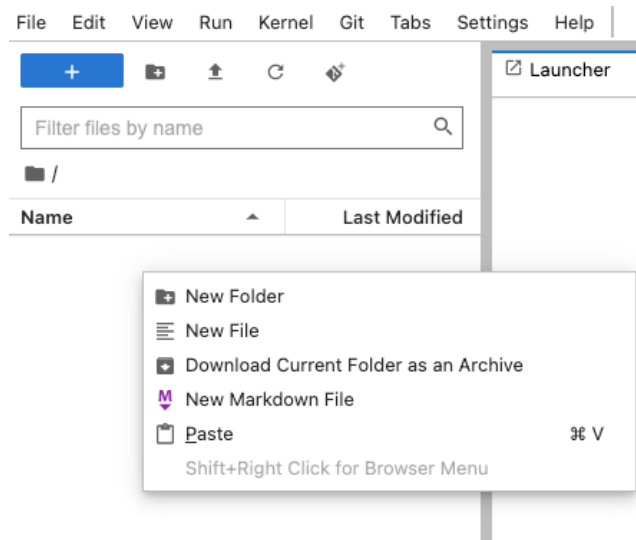 File Edit View Run Kernel Git Tabs Settings Help
+
Launcher
Filter files by name
/
Name Last Modified
New Folder
New File
Download Current Folder as an Archive
M New Markdown File
Paste ⌘ V
Shift+Right Click for Browser Menu